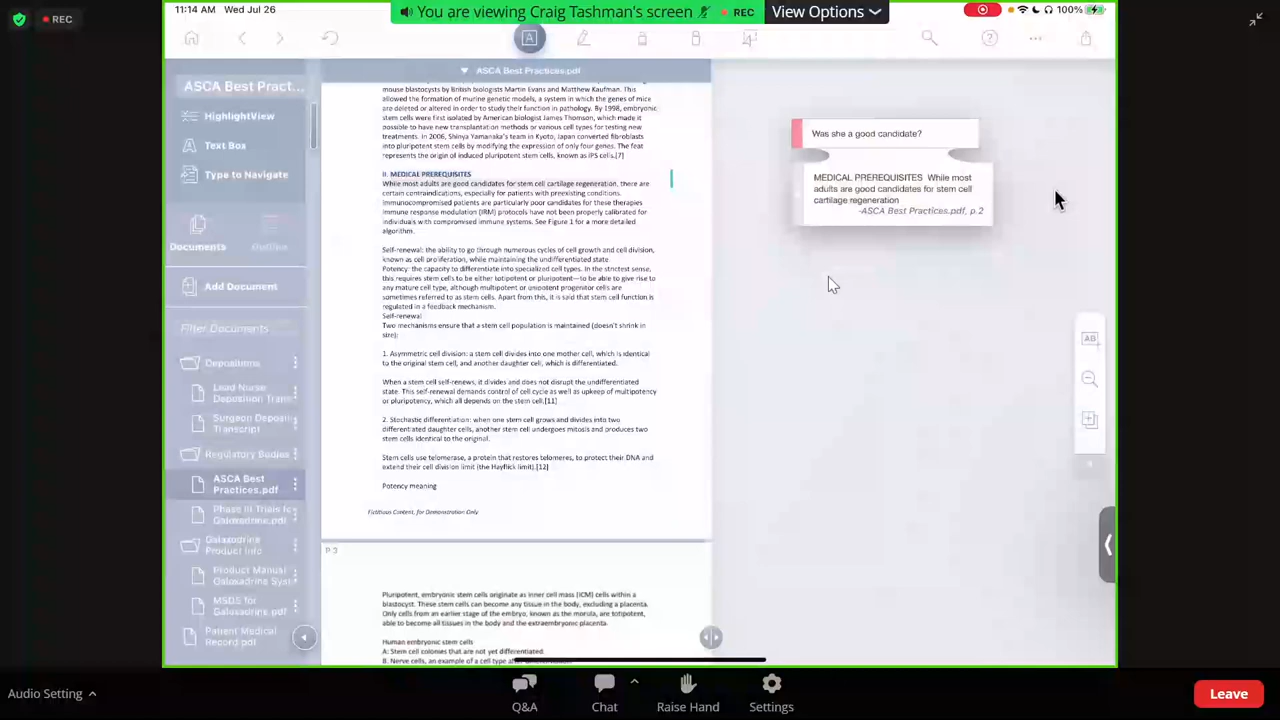 11:14 AM Wed Jul 26
You are viewing Craig Tashman's screen
REC
View Options
REC
100%
ASCA Best Pract...
HighlightView
Text Box
Type to Navigate
Documents
Outline
Add Document
Filter Documents
Depositions
Lead Nurse
Deposition Trans
Surgeon Depositi
Transcript
Regulatory Bodies
ASCA Best
Practices.pdf
Phase III Trials fo
Galoxadrine.pdf
Galoxadrine
Product Info
Product Manual
Galoxadrine Syst
MSDS for
Galoxadrine.pdf
Patient Medical
Record.pdf
ASCA Best Practices.pdf
mouse blastocysts by British biologists Martin Evans and Matthew Kaufman. This
allowed the formation of murine genetic models, a system in which the genes of mice
are deleted or altered in order to study their function in pathology. By 1998, embryonic
stem cells were first isolated by American biologist James Thomson, which made it
possible to have new transplantation methods or various cell types for testing new
treatments. In 2006, Shinya Yamanaka's team in Kyoto, Japan converted fibroblasts
into pluripotent stem cells by modifying the expression of only four genes. The feat
represents the origin of induced pluripotent stem cells, known as iPS cells.[7]
II. MEDICAL PREREQUISITES
While most adults are good candidates for stem cell cartilage regeneration, there are
certain contraindications, especially for patients with preexisting conditions.
Immunocompromised patients are particularly poor candidates for these therapies
Immune response modulation (IRM) protocols have not been properly calibrated for
individuals with compromised immune systems. See Figure 1 for a more detailed
algorithm.
Self-renewal: the ability to go through numerous cycles of cell growth and cell division,
known as cell proliferation, while maintaining the undifferentiated state.
Potency: the capacity to differentiate into specialized cell types. In the strictest sense,
this requires stem cells to be either totipotent or pluripotent—to be able to give rise to
any mature cell type, although multipotent or unipotent progenitor cells are
sometimes referred to as stem cells. Apart from this, it is said that stem cell function is
regulated in a feedback mechanism.
Self-renewal
Two mechanisms ensure that a stem cell population is maintained (doesn't shrink in
size):
1. Asymmetric cell division: a stem cell divides into one mother cell, which is identical
to the original stem cell, and another daughter cell, which is differentiated.
When a stem cell self-renews, it divides and does not disrupt the undifferentiated
state. This self-renewal demands control of cell cycle as well as upkeep of multipotency
or pluripotency, which all depends on the stem cell.[11]
2. Stochastic differentiation: when one stem cell grows and divides into two
differentiated daughter cells, another stem cell undergoes mitosis and produces two
stem cells identical to the original.
Stem cells use telomerase, a protein that restores telomeres, to protect their DNA and
extend their cell division limit (the Hayflick limit).[12]
Potency meaning
Fictitious Content, for Demonstration Only
P 3
Pluripotent, embryonic stem cells originate as inner cell mass (ICM) cells within a
blastocyst. These stem cells can become any tissue in the body, excluding a placenta.
Only cells from an earlier stage of the embryo, known as the morula, are totipotent,
able to become all tissues in the body and the extraembryonic placenta.
Human embryonic stem cells
A: Stem cell colonies that are not yet differentiated.
B. Nerve cells, an example of a cell type after
Was she a good candidate?
MEDICAL PREREQUISITES While most
adults are good candidates for stem cell
cartilage regeneration
-ASCA Best Practices.pdf, p.2
AB
Audio Setting
Q&A
Chat
Raise Hand
Settings
Leave